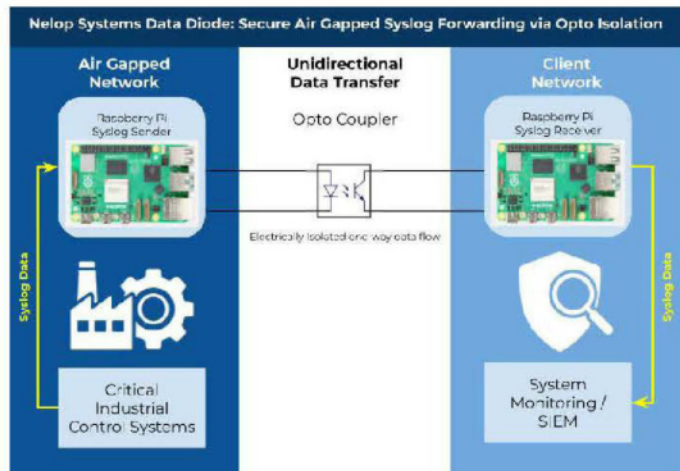 Nelop Systems Data Diode: Secure Air Gapped Syslog Forwarding via Opto Isolation
Air Gapped
Network
Raspberry Pi
Syslog Sender
Syslog Data
Critical
Industrial
Control Systems
Unidirectional
Data Transfer
Opto Coupler
Electrically Isolated one way data flow
Client
Network
Raspberry Pi
Syslog Receiver
Syslog Data
System
Monitoring /
SIEM